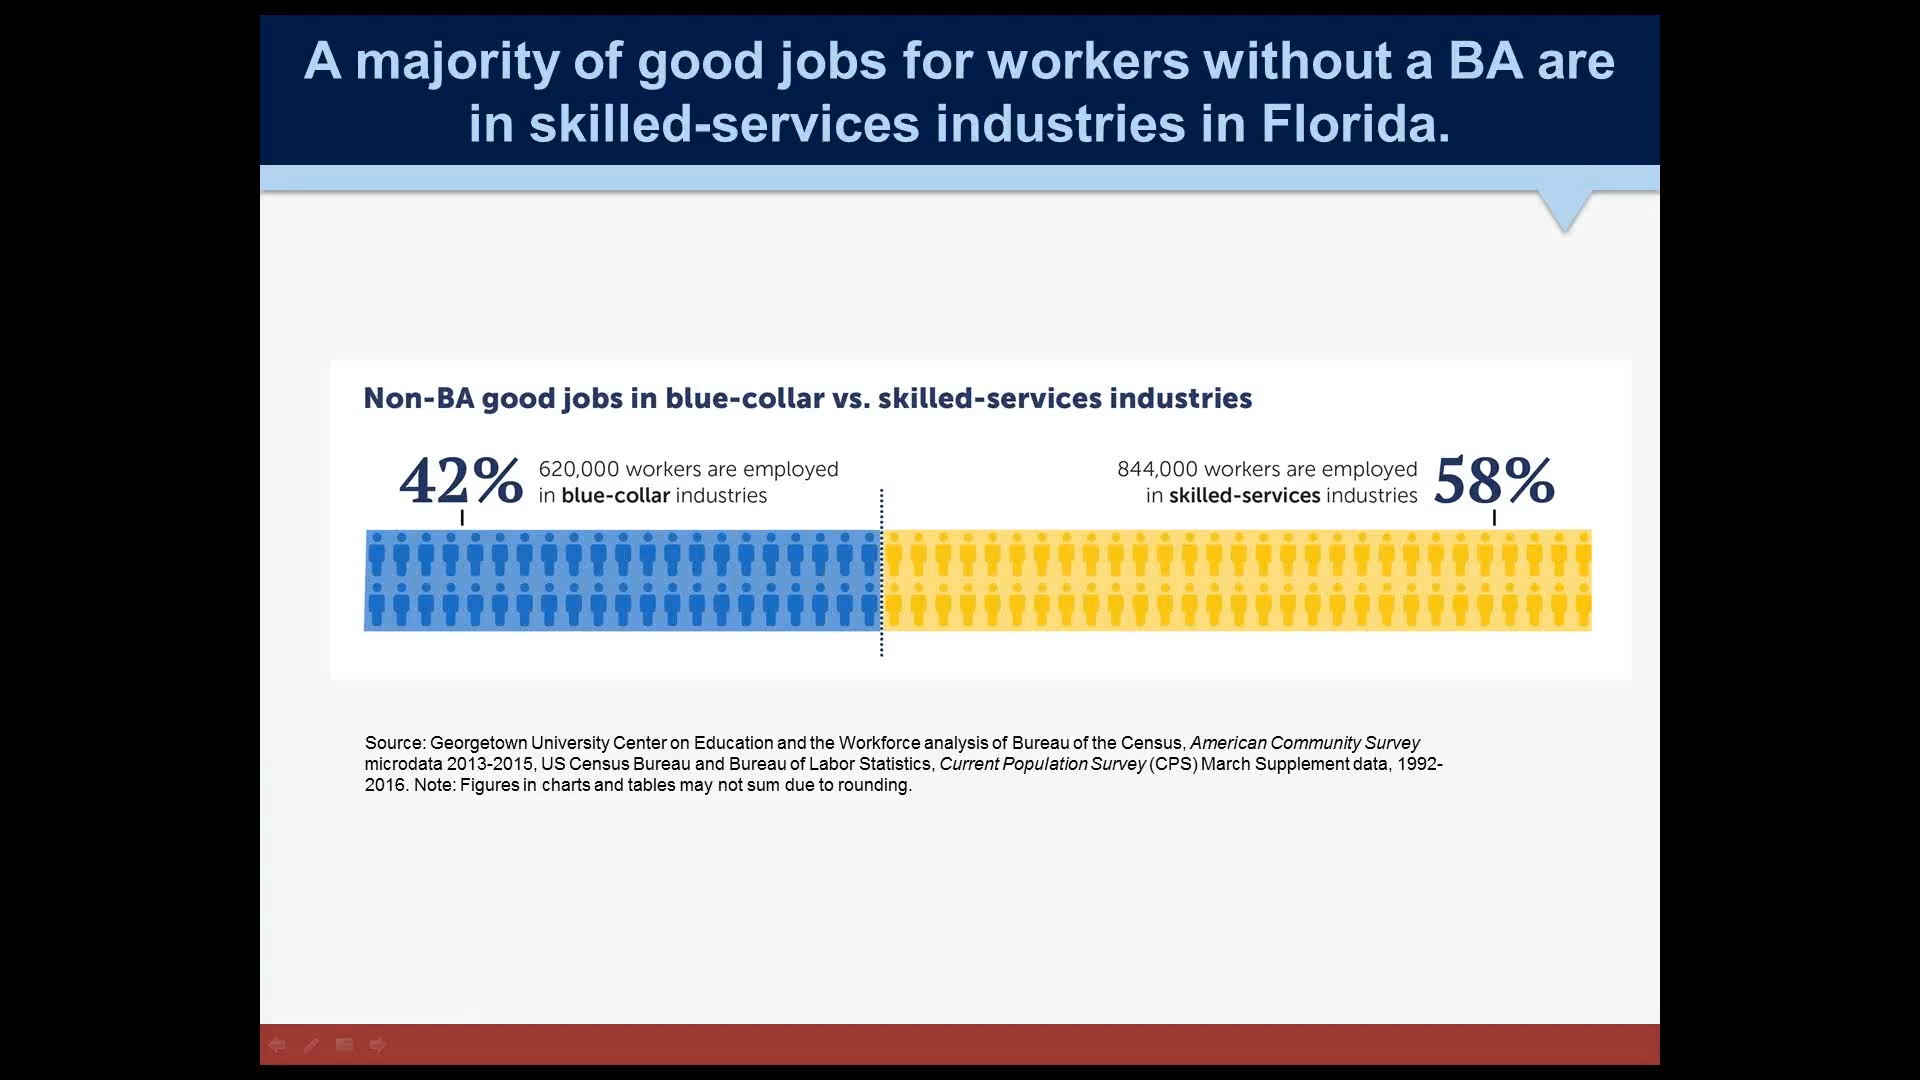 A majority of good jobs for workers without a BA are
in skilled-services industries in Florida.
Non-BA good jobs in blue-collar vs. skilled-services industries
42%
620,000 workers are employed
in blue-collar industries
844,000 workers are employed
in skilled-services industries
58%
Source: Georgetown University Center on Education and the Workforce analysis of Bureau of the Census, American Community Survey
microdata 2013-2015, US Census Bureau and Bureau of Labor Statistics, Current Population Survey (CPS) March Supplement data, 1992-
2016. Note: Figures in charts and tables may not sum due to rounding.